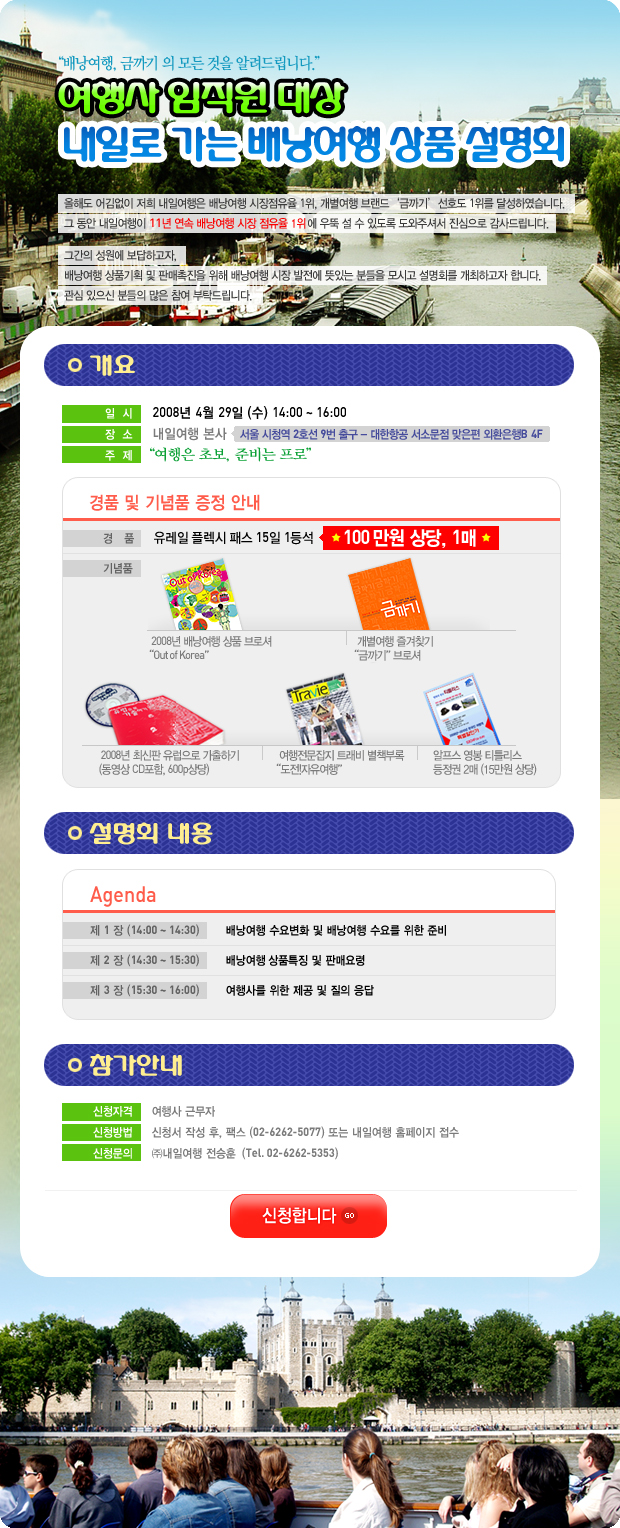 “배낭여행, 금까기 의 모든 것을 알려드립니다.”
여행사 임직원 대상
내일로 가는 배낭여행 상품 설명회
올해도 어김없이 저희 내일여행은 배낭여행 시장점유율 1위, 개별여행 브랜드 ‘금까기’ 선호도 1위를 달성하였습니다.
그 동안 내일여행이 11년 연속 배낭여행 시장 점유율 1위에 우뚝 설 수 있도록 도와주셔서 진심으로 감사드립니다.
그간의 성원에 보답하고자,
배낭여행 상품기획 및 판매촉진을 위해 배낭여행 시장 발전에 뜻있는 분들을 모시고 설명회를 개최하고자 합니다.
관심 있으신 분들의 많은 참여 부탁드립니다.
개요
일 시 2008년 4월 29일 (수) 14:00 ~ 16:00
장 소 내일여행 본사 서울 시청역 2호선 9번 출구 – 대한항공 서소문점 맞은편 외환은행B 4F
주 제 “여행은 초보, 준비는 프로”
경품 및 기념품 증정 안내
경 품 유레일 플렉시 패스 15일 1등석 100만원 상당, 1매
기념품
Out of Korea
금까기
2008년 배낭여행 상품 브로셔 개별여행 즐겨찾기
“Out of Korea” “금까기” 브로셔
Travie
2008년 최신판 유럽으로 가출하기 여행전문잡지 트래비 별책부록 알프스 영봉 티틀리스
(동영상 CD포함, 600p상당) “도전!자유여행” 등정권 2매 (15만원 상당)
설명회 내용
Agenda
제 1 장 (14:00 ~ 14:30) 배낭여행 수요변화 및 배낭여행 수요를 위한 준비
제 2 장 (14:30 ~ 15:30) 배낭여행 상품특징 및 판매요령
제 3 장 (15:30 ~ 16:00) 여행사를 위한 제공 및 질의 응답
참가안내
신청자격 여행사 근무자
신청방법 신청서 작성 후, 팩스 (02-6262-5077) 또는 내일여행 홈페이지 접수
신청문의 ㈜내일여행 전승훈 (Tel. 02-6262-5353)
신청합니다 GO